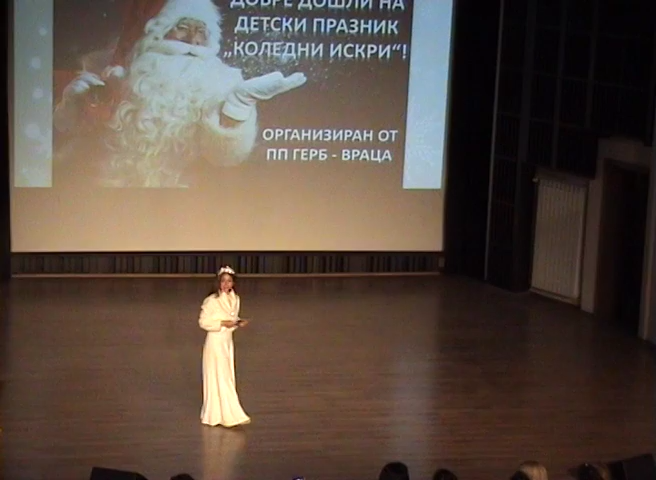 ДОБРЕ ДОШЛИ НА
ДЕТСКИ ПРАЗНИК
„КОЛЕДНИ ИСКРИ“!
ОРГАНИЗИРАН ОТ
ПП ГЕРБ - ВРАЦА